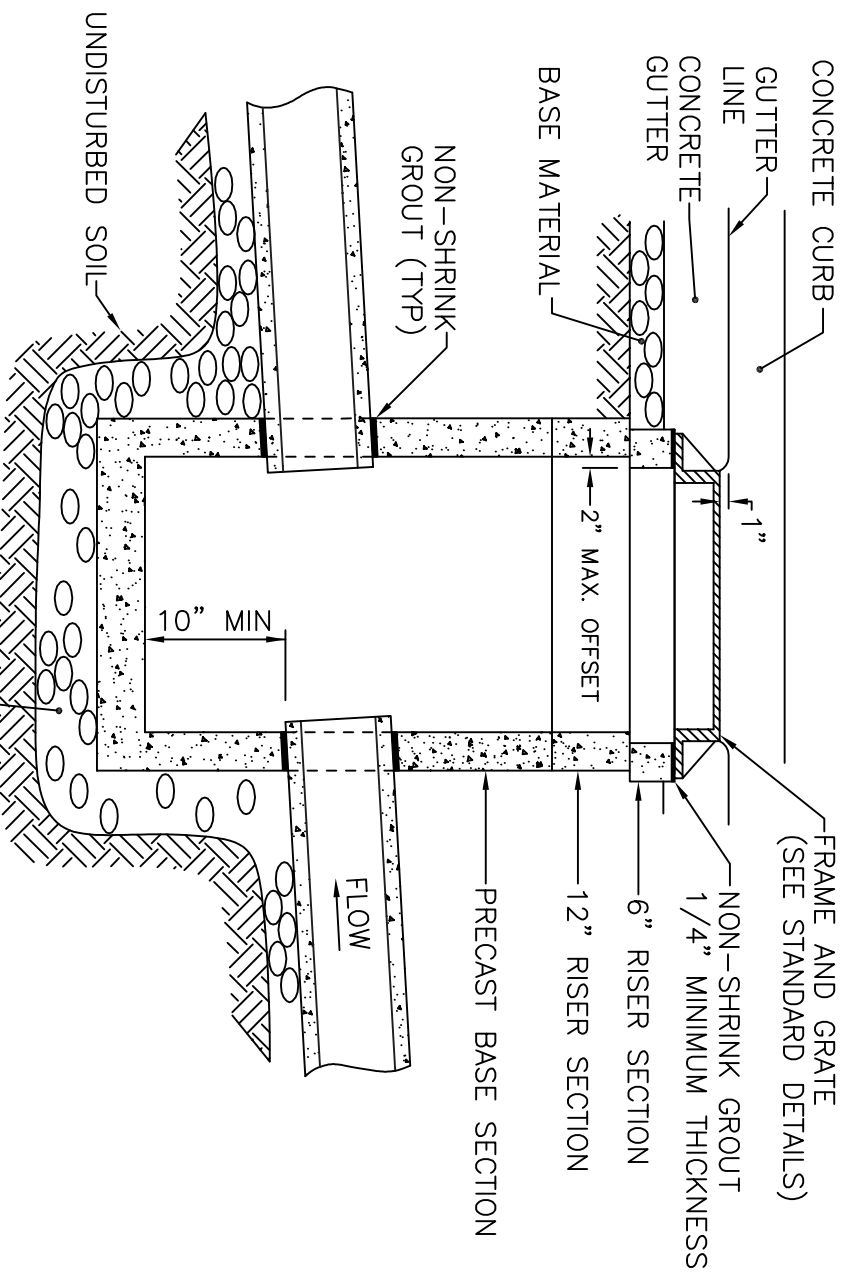 CONCRETE CURB
GUTTER
LINE
CONCRETE
GUTTER
BASE MATERIAL
NON-SHRINK
GROUT (TYP)
UNDISTURBED SOIL
1"
2" MAX. OFFSET
10" MIN
FLOW
FRAME AND GRATE
(SEE STANDARD DETAILS)
NON-SHRINK GROUT
1/4" MINIMUM THICKNESS
6" RISER SECTION
12" RISER SECTION
PRECAST BASE SECTION